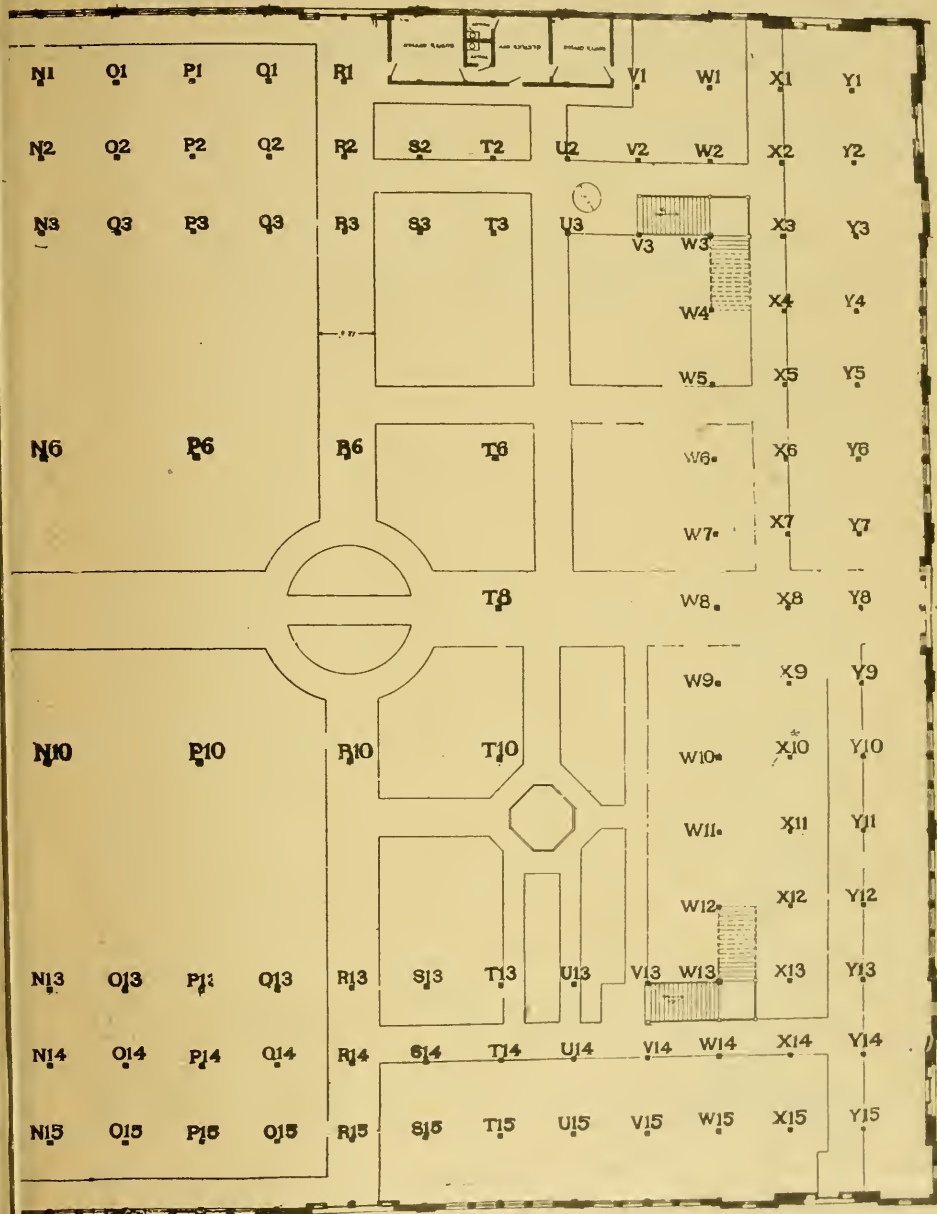 N1 O1 P1 Q1 R1 V1 W1 X1 Y1
N2 O2 P2 Q2 R2 S2 T2 U2 V2 W2 X2 Y2
N3 O3 P3 Q3 R3 S3 T3 U3 V3 W3 X3 Y3
W4 X4 Y4
W5 X5 Y5
N6 P6 R6 T6 W6 X6 Y6
W7 X7 Y7
T8 W8 X8 Y8
W9 X9 Y9
N10 P10 R10 T10 W10 X10 Y10
W11 X11 Y11
W12 X12 Y12
N13 O13 P13 Q13 R13 S13 T13 U13 V13 W13 X13 Y13
N14 O14 P14 Q14 R14 S14 T14 U14 V14 W14 X14 Y14
N15 O15 P15 Q15 R15 S15 T15 U15 V15 W15 X15 Y15